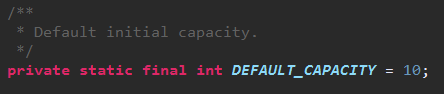 /**
* Default initial capacity.
*/
private static final int DEFAULT_CAPACITY = 10;